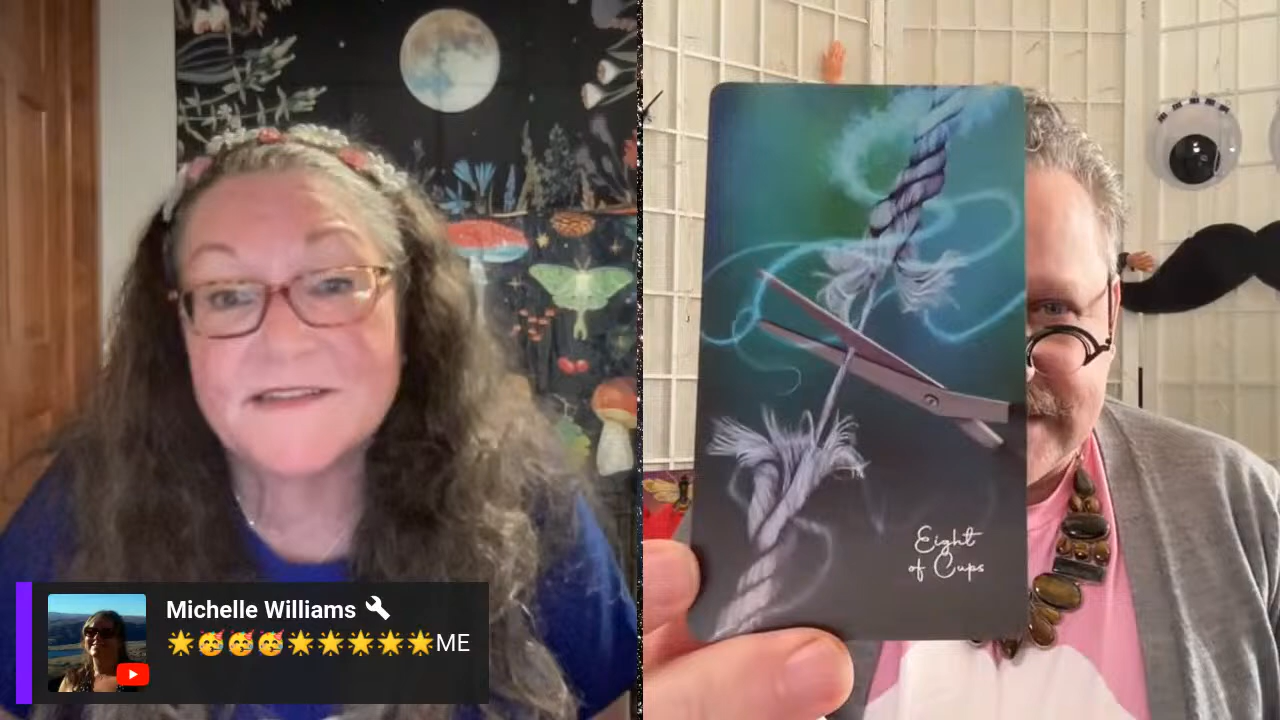 Eight
of Cups
Michelle Williams 🔧
🌟🥳🥳🥳🌟🌟🌟🌟🌟ME